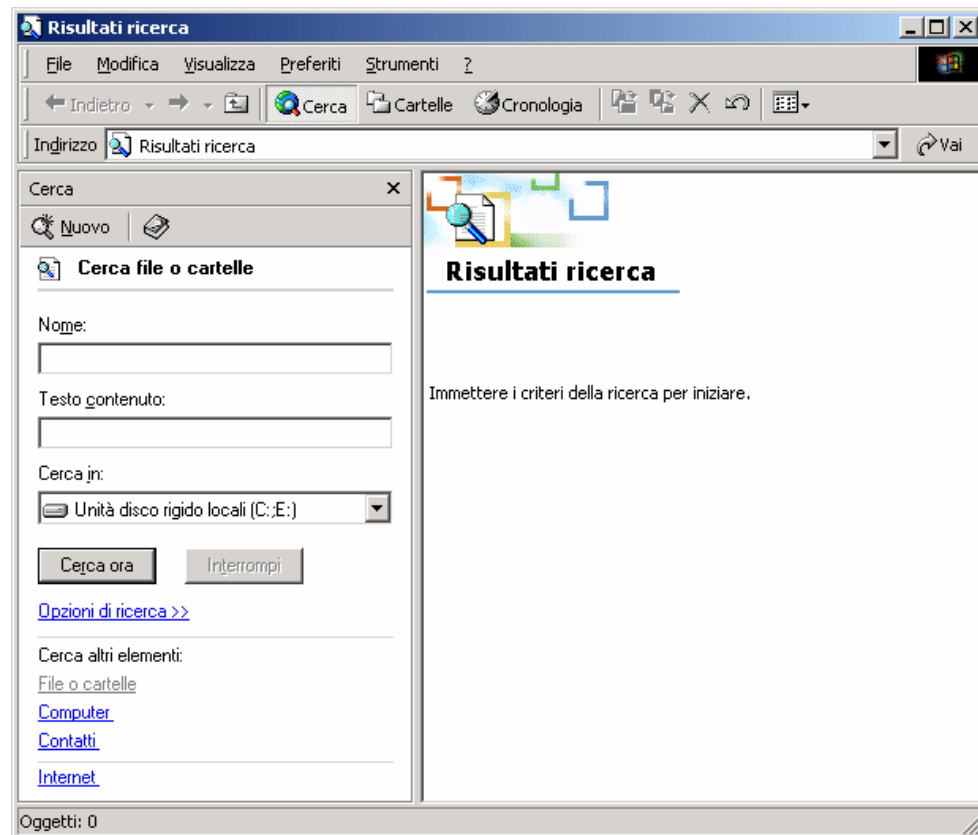 Risultati ricerca
File Modifica Visualizza Preferiti Strumenti ?
Indietro Cerca Cartelle Cronologia
Indirizzo Risultati ricerca Vai
Cerca
Nuovo
Cerca file o cartelle
Nome:
Testo contenuto:
Cerca in:
Unità disco rigido locali (C:;E:)
Cerca ora Interrompi
Opzioni di ricerca >>
Cerca altri elementi:
File o cartelle
Computer
Contatti
Internet
Risultati ricerca
Immettere i criteri della ricerca per iniziare.
Oggetti: 0